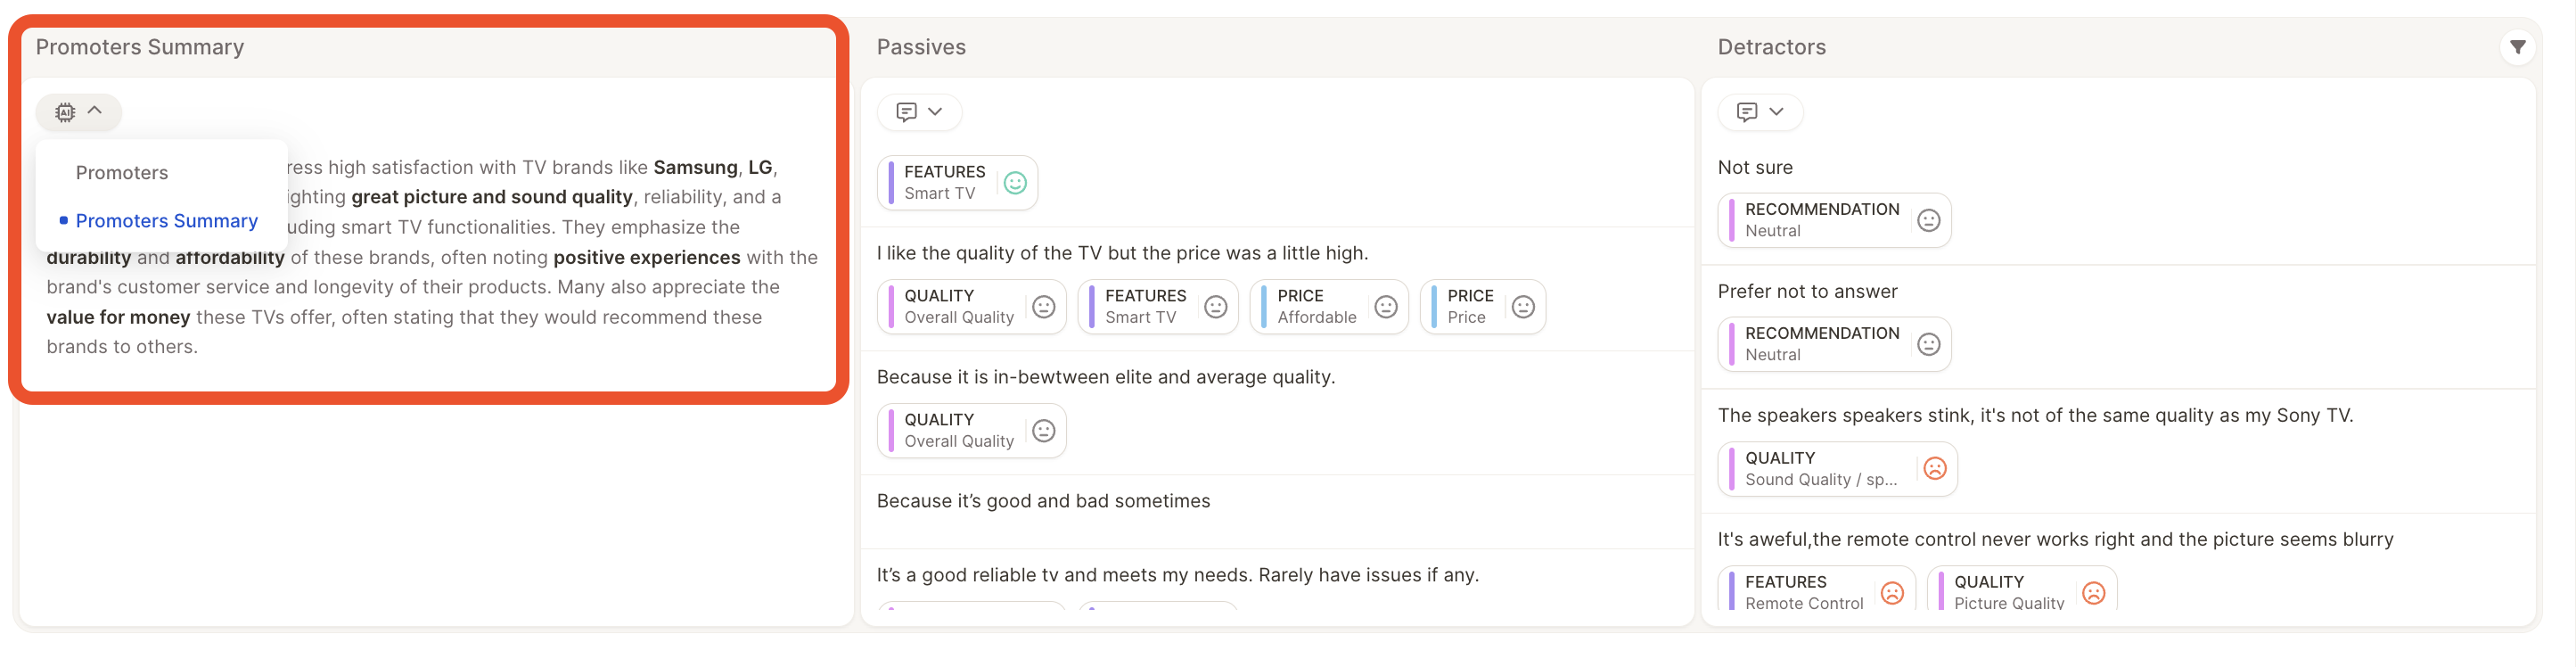 Promoters Summary
AI
Promoters
Promoters Summary
ress high satisfaction with TV brands like Samsung, LG,
ighting great picture and sound quality, reliability, and a
uding smart TV functionalities. They emphasize the
durability and affordability of these brands, often noting positive experiences with the
brand's customer service and longevity of their products. Many also appreciate the
value for money these TVs offer, often stating that they would recommend these
brands to others.
Passives
FEATURES
Smart TV
I like the quality of the TV but the price was a little high.
QUALITY
Overall Quality
FEATURES
Smart TV
PRICE
Affordable
PRICE
Price
Because it is in-bewtween elite and average quality.
QUALITY
Overall Quality
Because it’s good and bad sometimes
It’s a good reliable tv and meets my needs. Rarely have issues if any.
Detractors
Not sure
RECOMMENDATION
Neutral
Prefer not to answer
RECOMMENDATION
Neutral
The speakers speakers stink, it's not of the same quality as my Sony TV.
QUALITY
Sound Quality / sp...
It's aweful,the remote control never works right and the picture seems blurry
FEATURES
Remote Control
QUALITY
Picture Quality